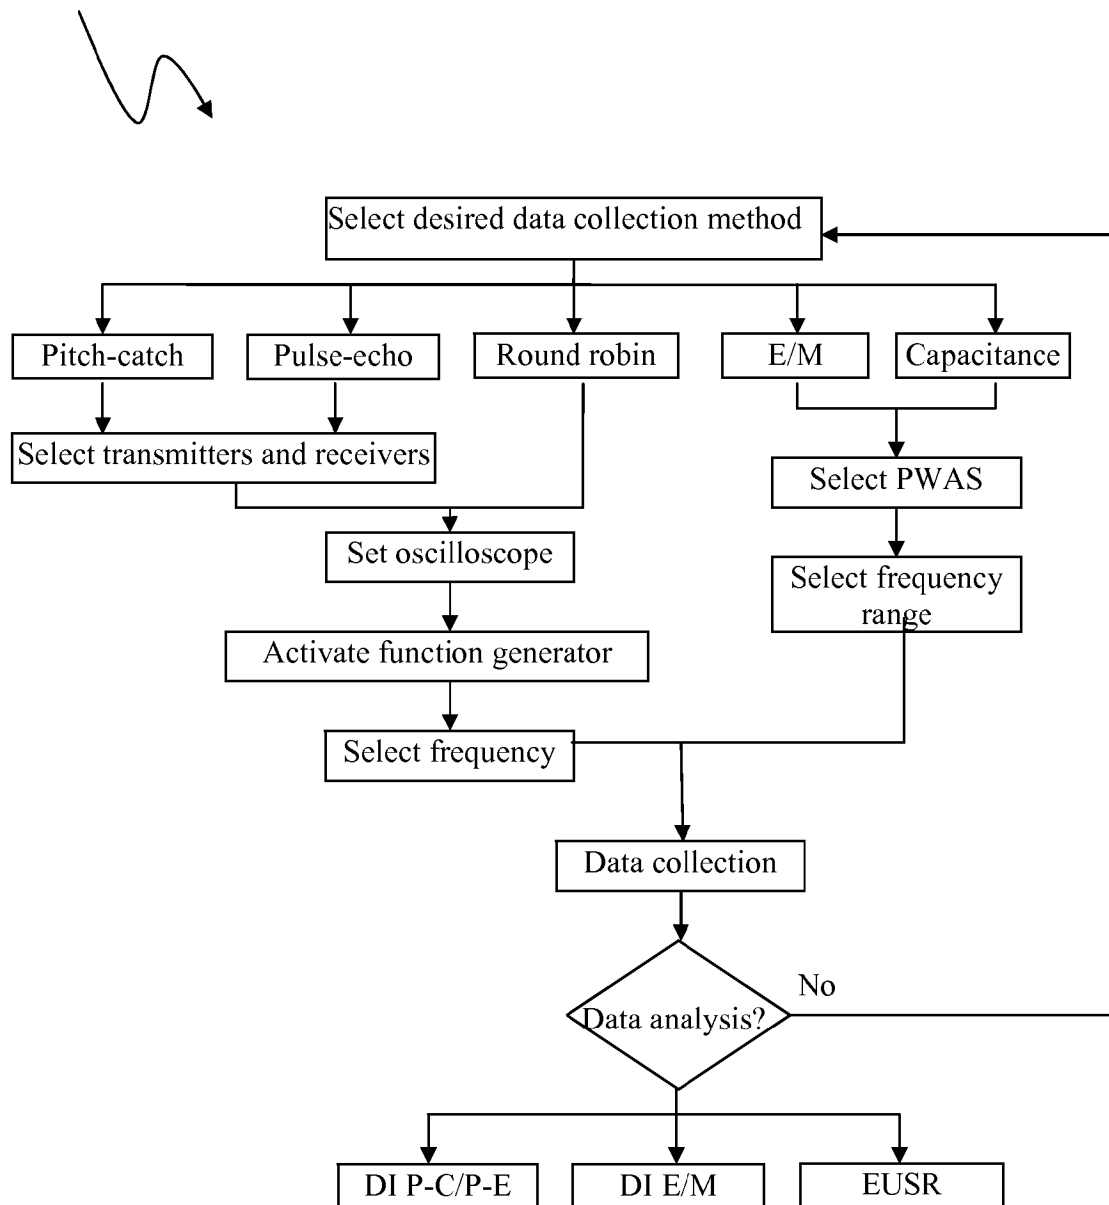 Select desired data collection method
Pitch-catch
Pulse-echo
Round robin
E/M
Capacitance
Select transmitters and receivers
Select PWAS
Set oscilloscope
Select frequency
range
Activate function generator
Select frequency
Data collection
No
Data analysis?
DI P-C/P-E
DI E/M
EUSR